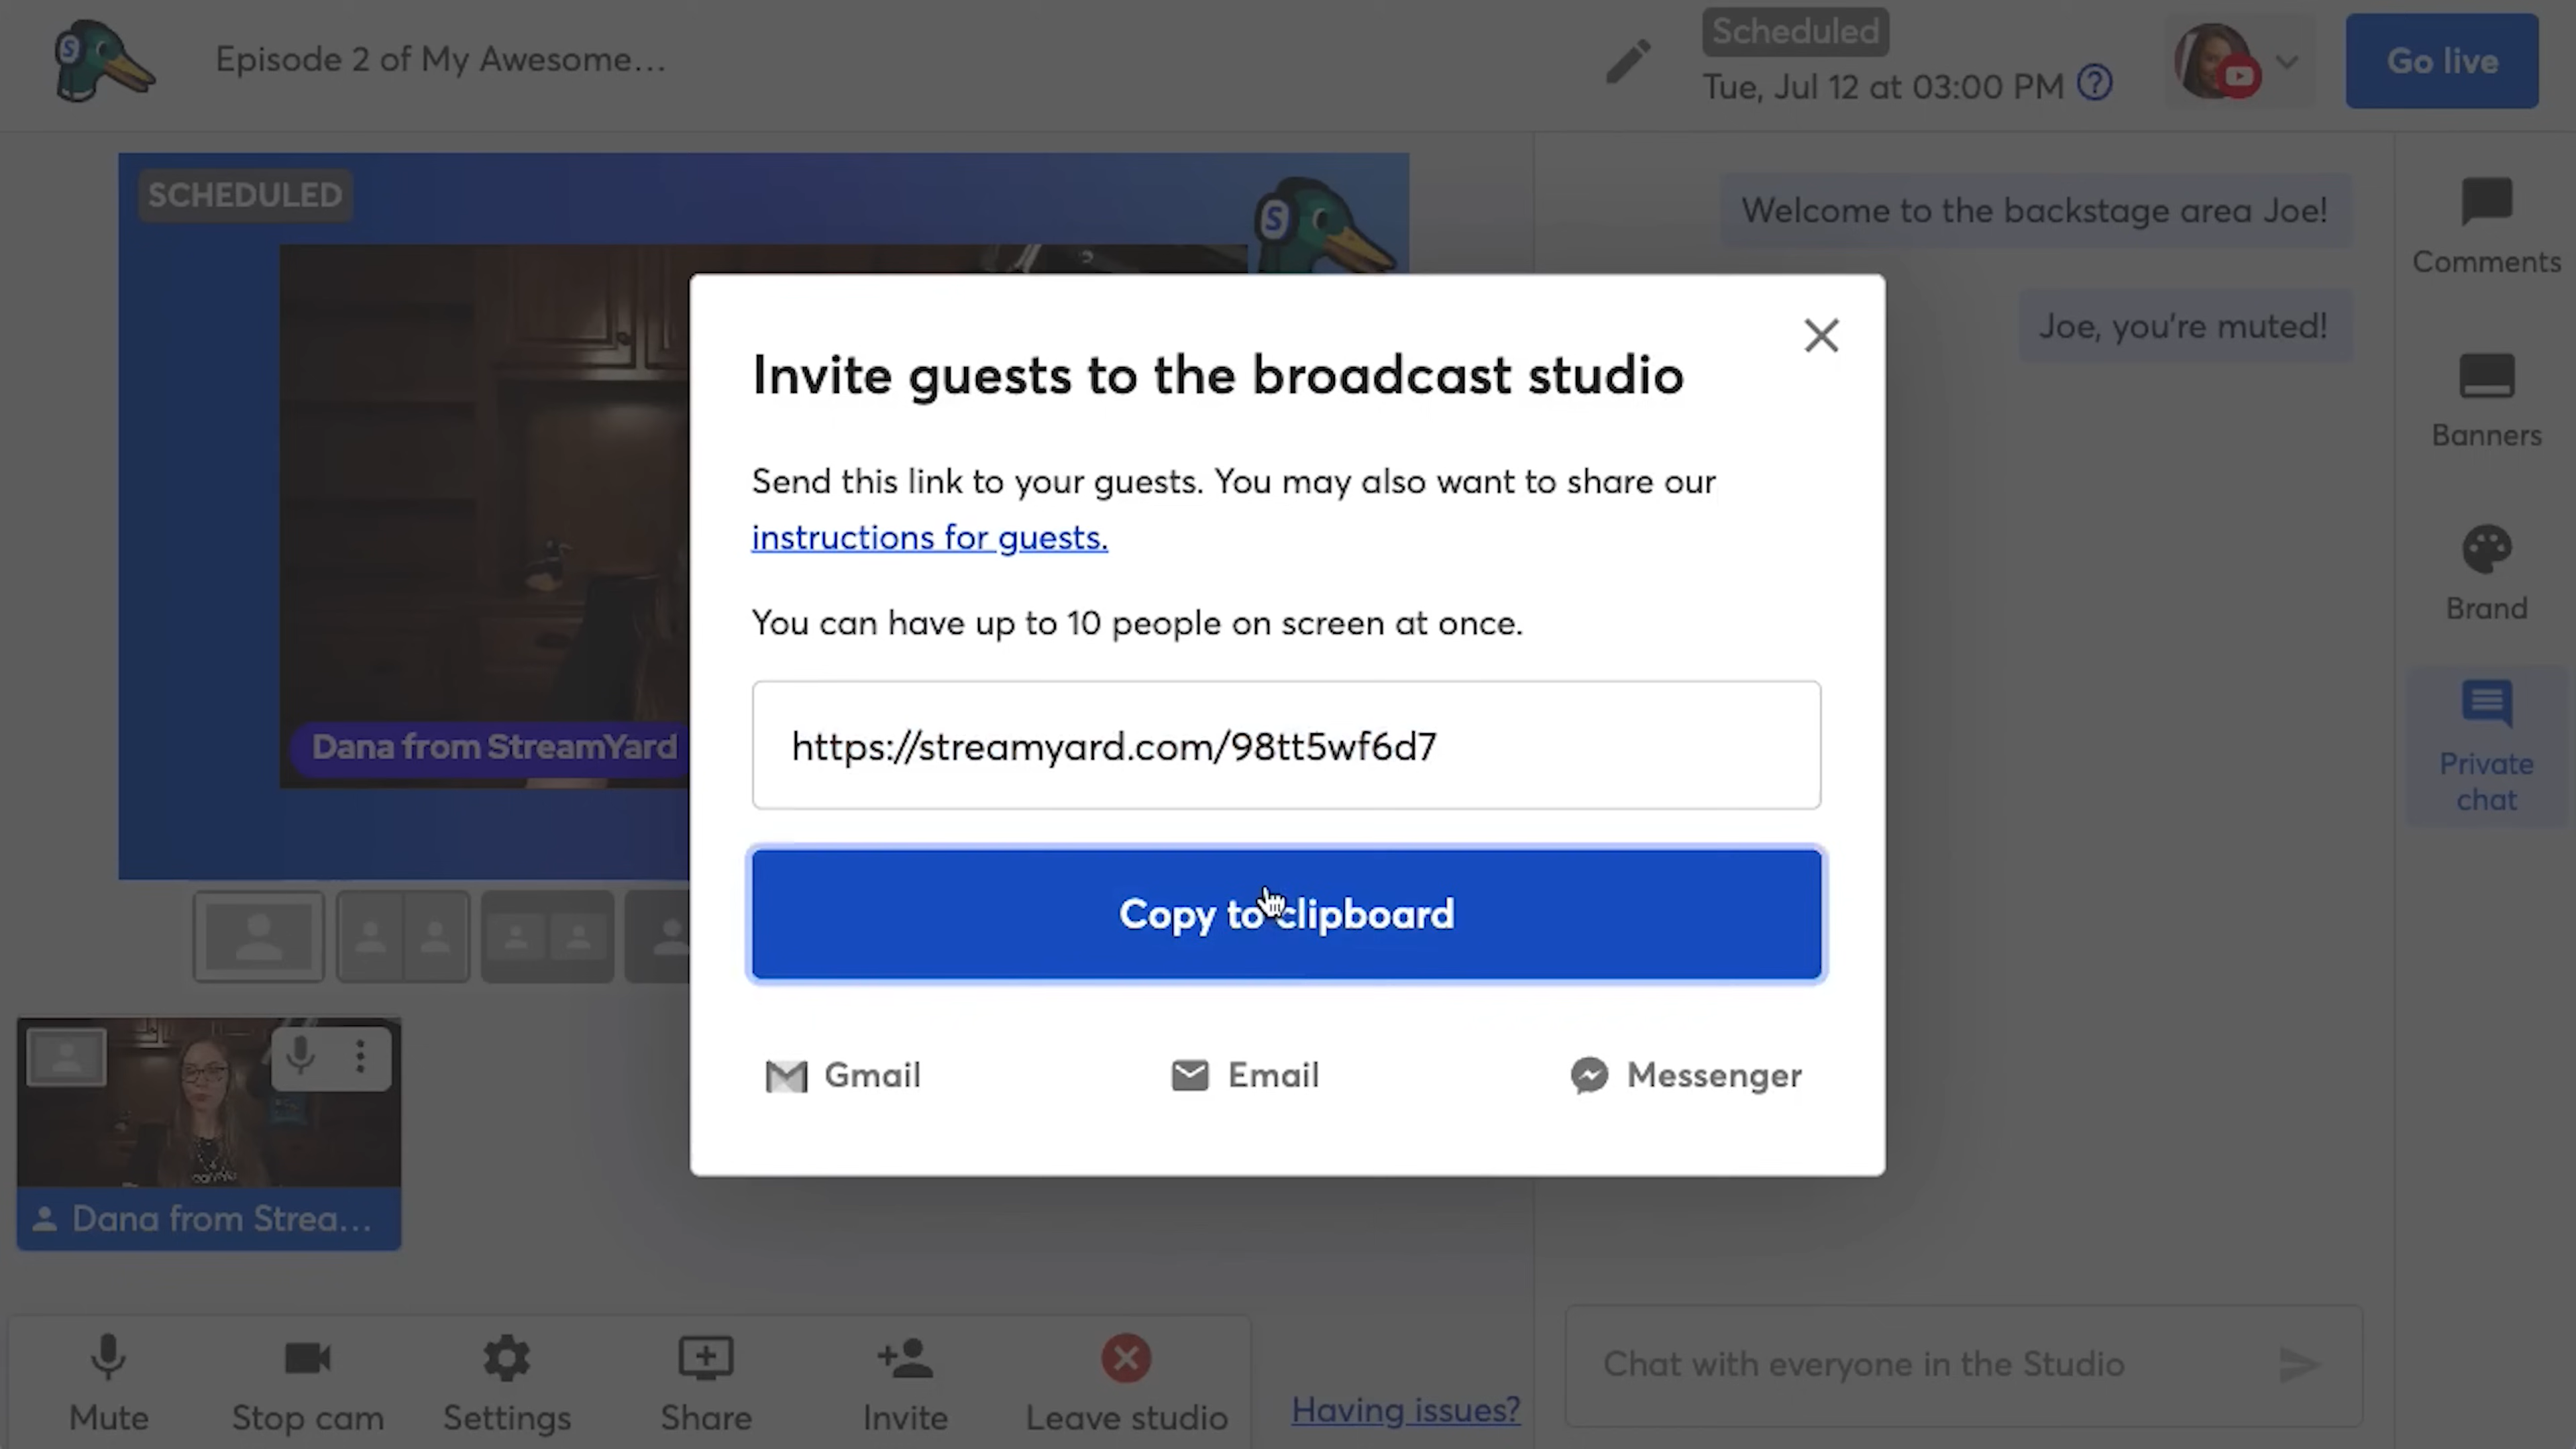 Episode 2 of My Awesome...
Scheduled
Tue, Jul 12 at 03:00 PM
Go live
SCHEDULED
S
S
Welcome to the backstage area Joe!
Joe, you're muted!
Comments
Banners
Brand
Private
chat
Invite guests to the broadcast studio
Send this link to your guests. You may also want to share our
instructions for guests.
You can have up to 10 people on screen at once.
https://streamyard.com/98tt5wf6d7
Copy to clipboard
Gmail
Email
Messenger
Dana from StreamYard
Dana from Strea...
Mute
Stop cam
Settings
Share
Invite
Leave studio
Having issues?
Chat with everyone in the Studio